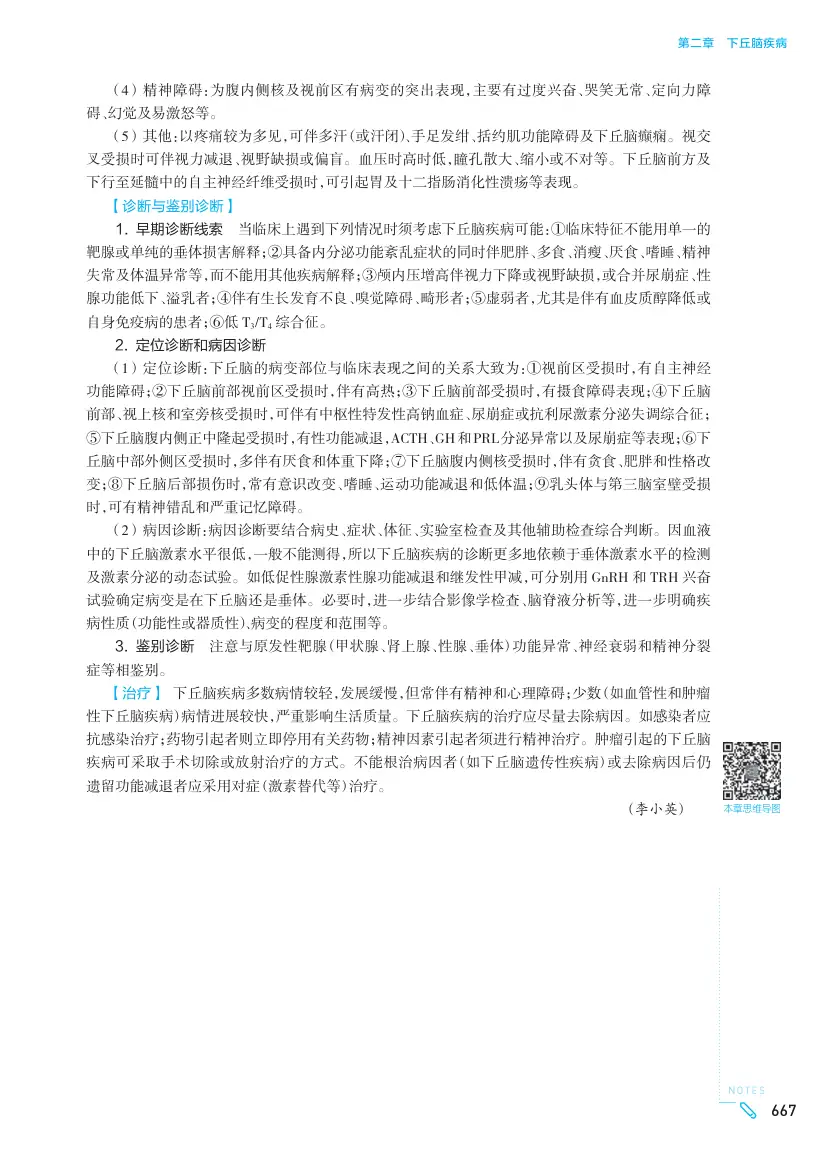 第二章 下丘脑疾病
（4）精神障碍：为腹内侧核及视前区有病变的突出表现，主要有过度兴奋、哭笑无常、定向力障
碍、幻觉及易激怒等。
（5）其他：以疼痛较为多见，可伴多汗（或汗闭）、手足发绀、括约肌功能障碍及下丘脑癫痫。视交
叉受损时可伴视力减退、视野缺损或偏盲。血压时高时低，瞳孔散大、缩小或不对等。下丘脑前方及
下行至延髓中的自主神经纤维受损时，可引起胃及十二指肠消化性溃疡等表现。
【诊断与鉴别诊断】
1. 早期诊断线索 当临床上遇到下列情况时须考虑下丘脑疾病可能：①临床特征不能用单一的
靶腺或单纯的垂体损害解释；②具备内分泌功能紊乱症状的同时伴肥胖、多食、消瘦、厌食、嗜睡、精神
失常及体温异常等，而不能用其他疾病解释；③颅内压增高伴视力下降或视野缺损，或合并尿崩症、性
腺功能低下、溢乳者；④伴有生长发育不良、嗅觉障碍、畸形者；⑤虚弱者，尤其是伴有血皮质醇降低或
自身免疫病的患者；⑥低 T₃/T₄ 综合征。
2. 定位诊断和病因诊断
（1）定位诊断：下丘脑的病变部位与临床表现之间的关系大致为：①视前区受损时，有自主神经
功能障碍；②下丘脑前部视前区受损时，伴有高热；③下丘脑前部受损时，有摄食障碍表现；④下丘脑
前部、视上核和室旁核受损时，可伴有中枢性特发性高钠血症、尿崩症或抗利尿激素分泌失调综合征；
⑤下丘脑腹内侧正中隆起受损时，有性功能减退，ACTH、GH和PRL分泌异常以及尿崩症等表现；⑥下
丘脑中部外侧区受损时，多伴有厌食和体重下降；⑦下丘脑腹内侧核受损时，伴有贪食、肥胖和性格改
变；⑧下丘脑后部损伤时，常有意识改变、嗜睡、运动功能减退和低体温；⑨乳头体与第三脑室壁受损
时，可有精神错乱和严重记忆障碍。
（2）病因诊断：病因诊断要结合病史、症状、体征、实验室检查及其他辅助检查综合判断。因血液
中的下丘脑激素水平很低，一般不能测得，所以下丘脑疾病的诊断更多地依赖于垂体激素水平的检测
及激素分泌的动态试验。如低促性腺激素性腺功能减退和继发性甲减，可分别用 GnRH 和 TRH 兴奋
试验确定病变是在下丘脑还是垂体。必要时，进一步结合影像学检查、脑脊液分析等，进一步明确疾
病性质（功能性或器质性）、病变的程度和范围等。
3. 鉴别诊断 注意与原发性靶腺（甲状腺、肾上腺、性腺、垂体）功能异常、神经衰弱和精神分裂
症等相鉴别。
【治疗】 下丘脑疾病多数病情较轻，发展缓慢，但常伴有精神和心理障碍；少数（如血管性和肿瘤
性下丘脑疾病）病情进展较快，严重影响生活质量。下丘脑疾病的治疗应尽量去除病因。如感染者应
抗感染治疗；药物引起者则立即停用有关药物；精神因素引起者须进行精神治疗。肿瘤引起的下丘脑
疾病可采取手术切除或放射治疗的方式。不能根治病因者（如下丘脑遗传性疾病）或去除病因后仍
遗留功能减退者应采用对症（激素替代等）治疗。
（李小英）
本章思维导图
NOTES
667